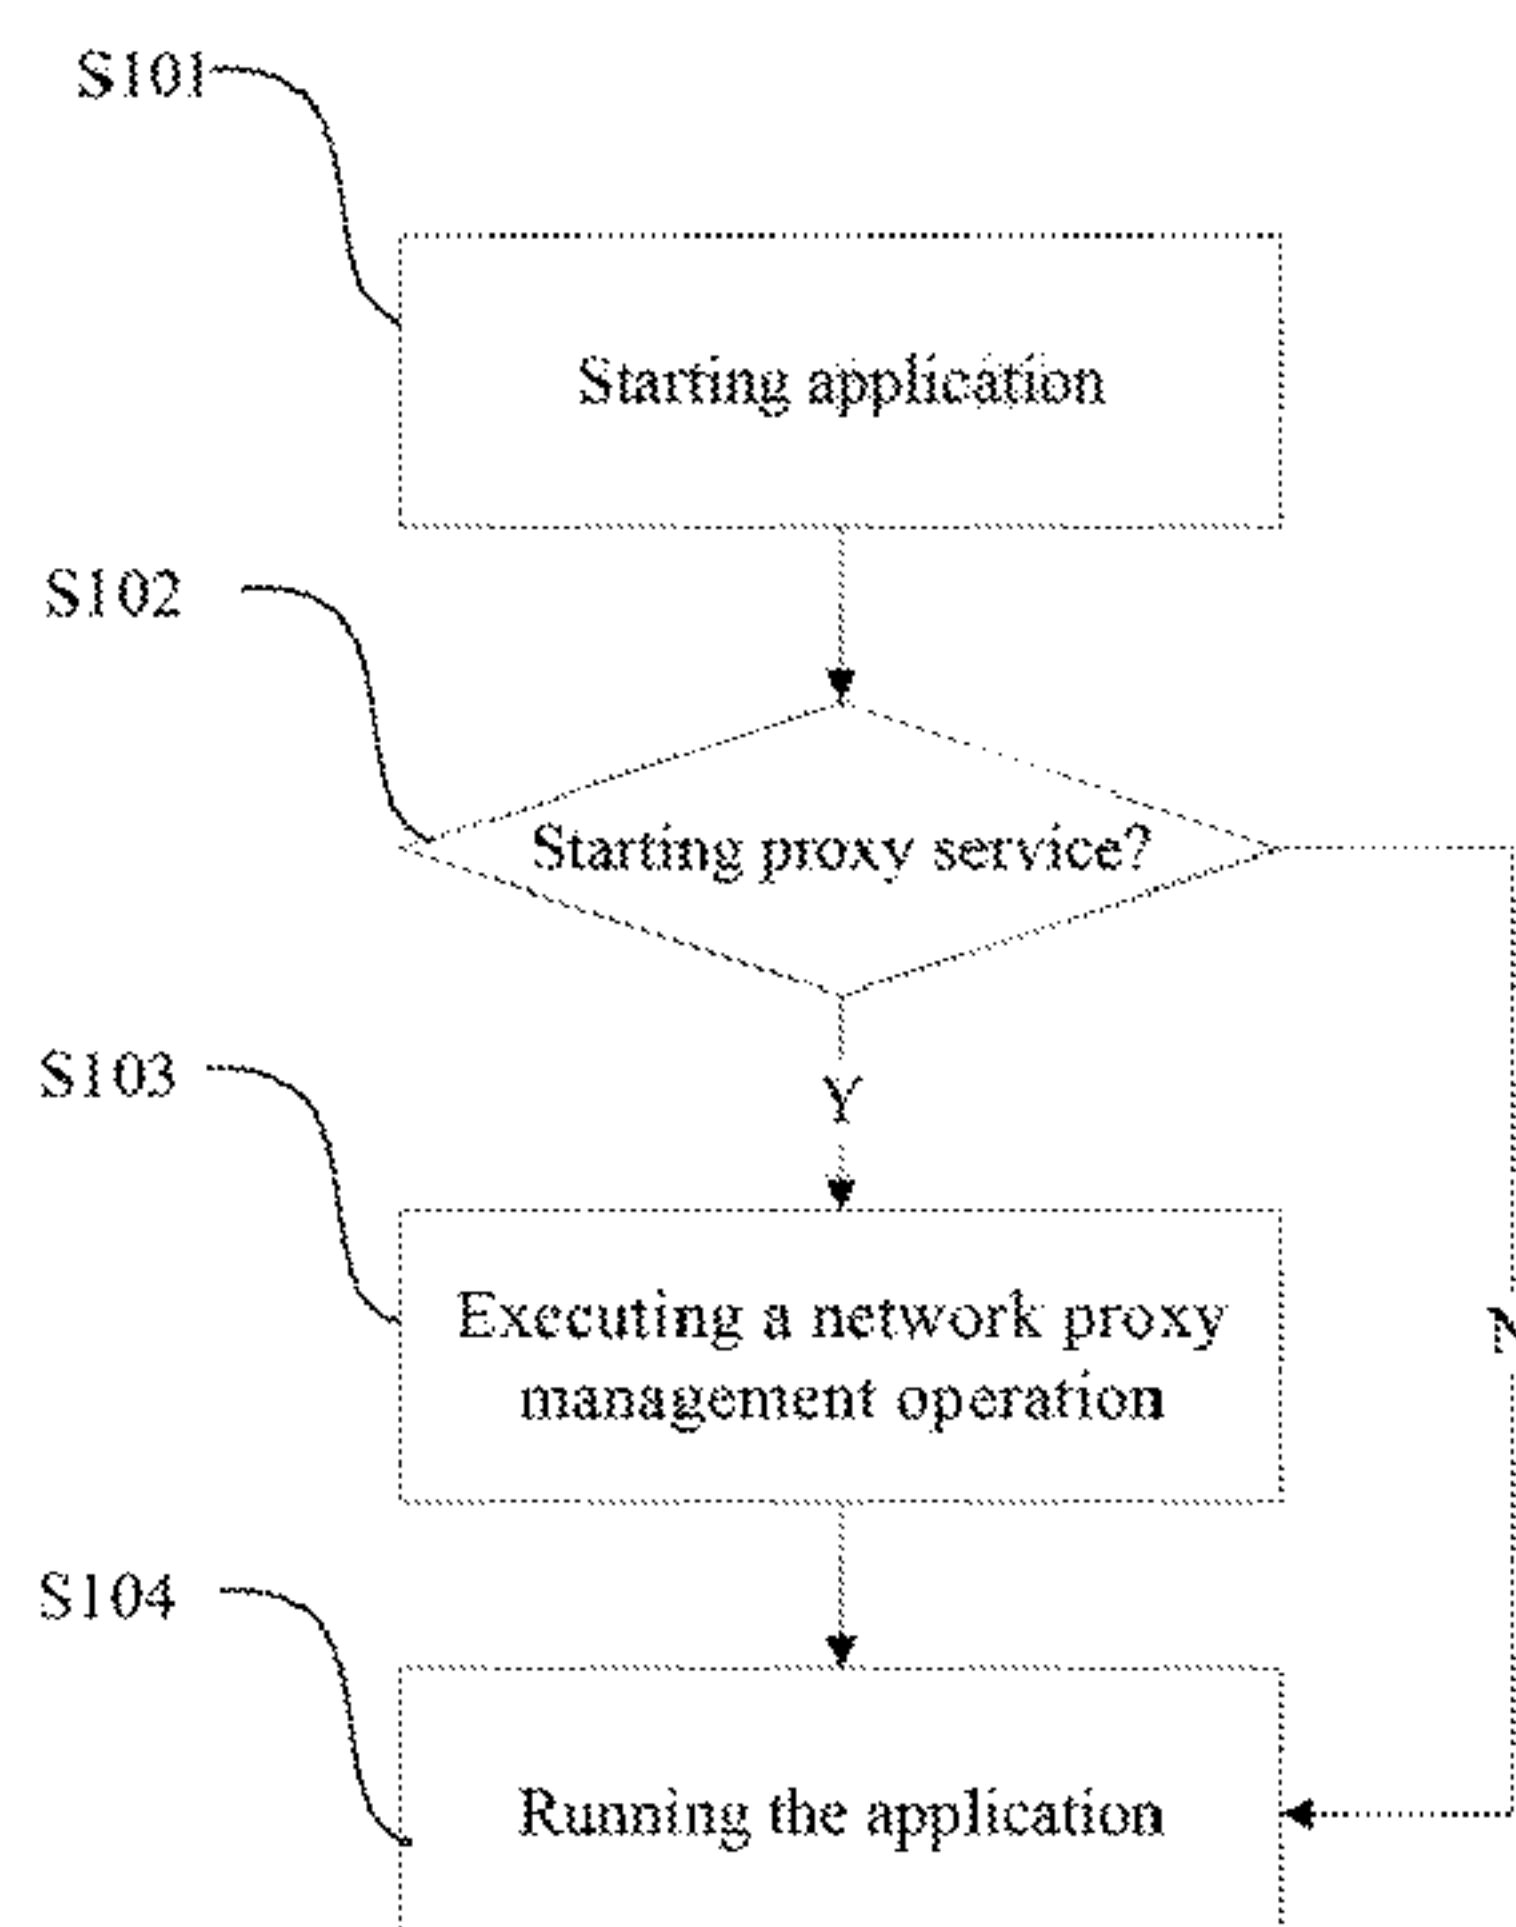 S101
Starting application
S102
Starting proxy service?
S103
Y
Executing a network proxy
management operation
N
S104
Running the application